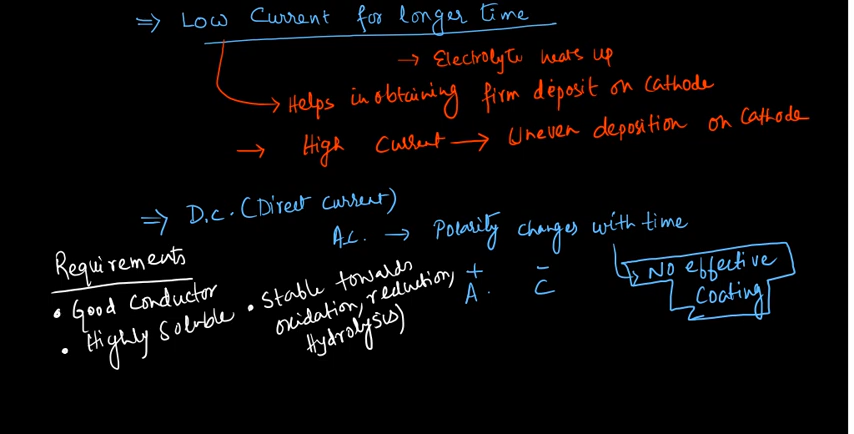 ⇒ Low Current for longer time
→ Electrolyte heats up
→ Helps in obtaining firm deposit on Cathode
→ High Current → Uneven deposition on Cathode
⇒ D.C. (Direct current)
A.C. → Polarity changes with time
+ −
A. C
NO effective
Coating
Requirements
• Good Conductor
• Highly Soluble
• Stable towards
oxidation, reduction,
Hydrolysis)